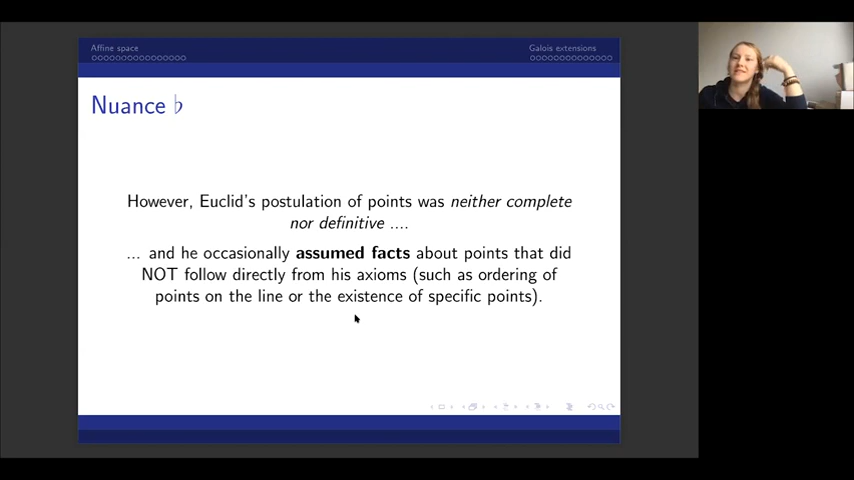 Affine space
Galois extensions
Nuance ♭
However, Euclid's postulation of points was neither complete
nor definitive ....
... and he occasionally assumed facts about points that did
NOT follow directly from his axioms (such as ordering of
points on the line or the existence of specific points).